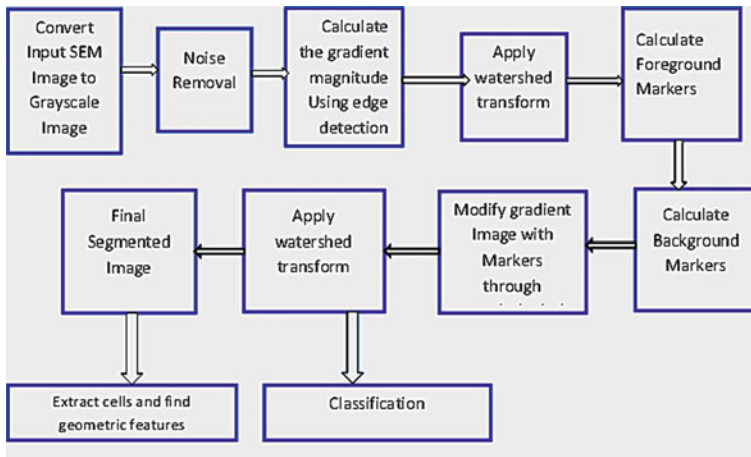 Convert
Input SEM
Image to
Grayscale
Image
Noise
Removal
Calculate
the gradient
magnitude
Using edge
detection
Apply
watershed
transform
Calculate
Foreground
Markers
Calculate
Background
Markers
Modify gradient
Image with
Markers
through
Apply
watershed
transform
Final
Segmented
Image
Extract cells and find
geometric features
Classification